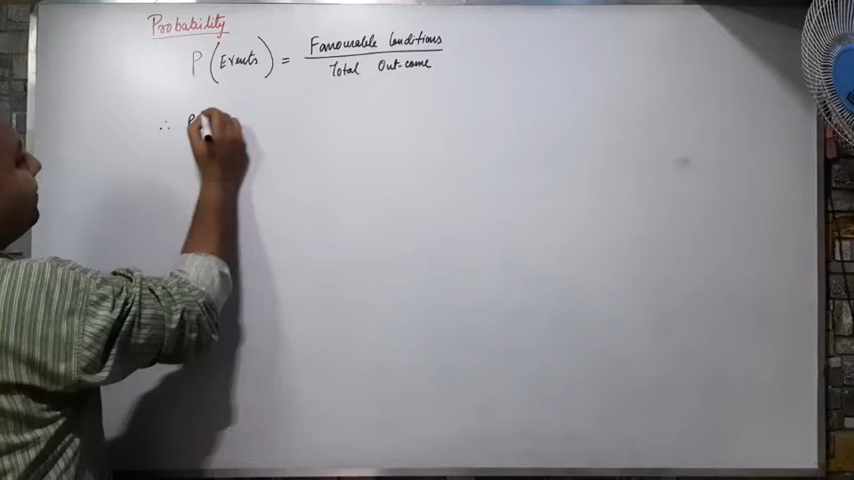 Probability
P (Events) = Favourable Conditions / Total Out-come
∴ P